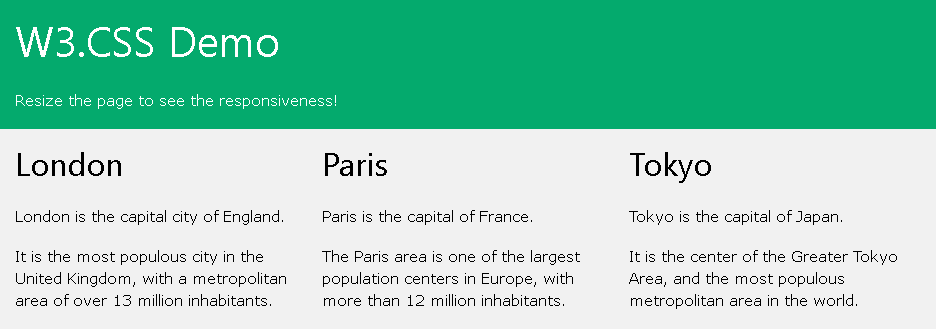 W3.CSS Demo
Resize the page to see the responsiveness!
London
London is the capital city of England.
It is the most populous city in the
United Kingdom, with a metropolitan
area of over 13 million inhabitants.
Paris
Paris is the capital of France.
The Paris area is one of the largest
population centers in Europe, with
more than 12 million inhabitants.
Tokyo
Tokyo is the capital of Japan.
It is the center of the Greater Tokyo
Area, and the most populous
metropolitan area in the world.